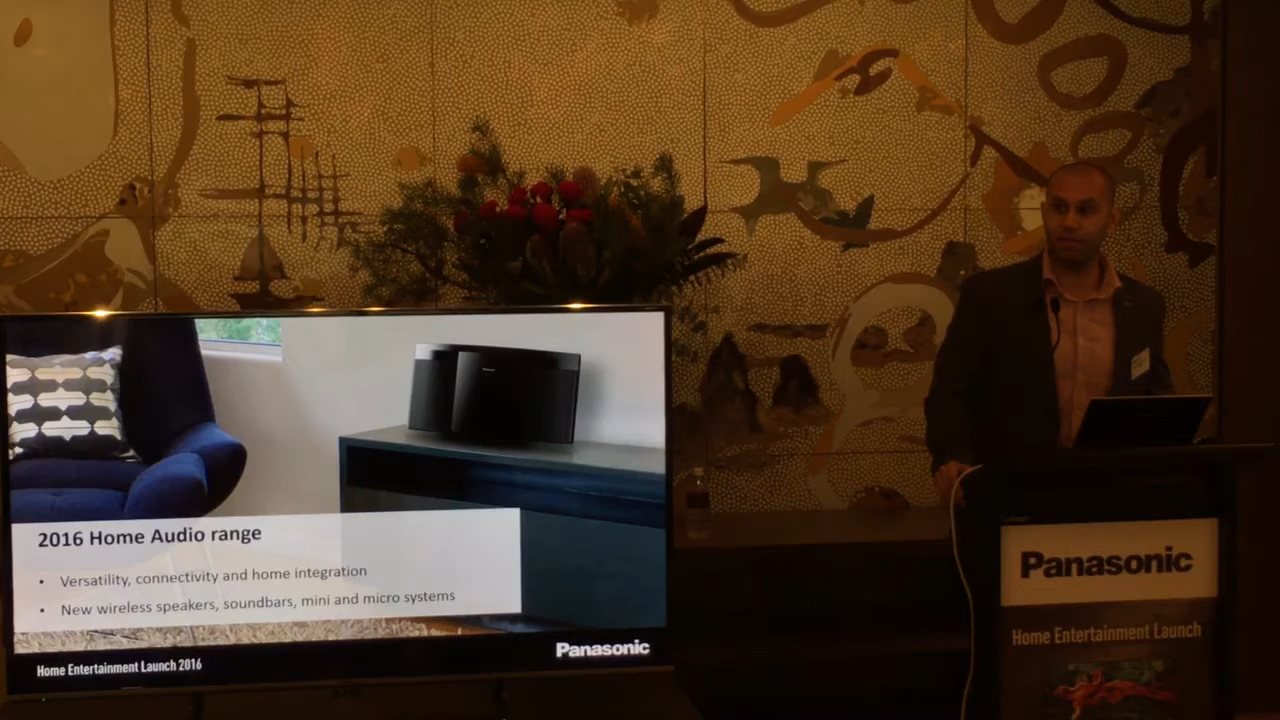 2016 Home Audio range
• Versatility, connectivity and home integration
• New wireless speakers, soundbars, mini and micro systems
Panasonic
Home Entertainment Launch 2016
Panasonic
Home Entertainment Launch